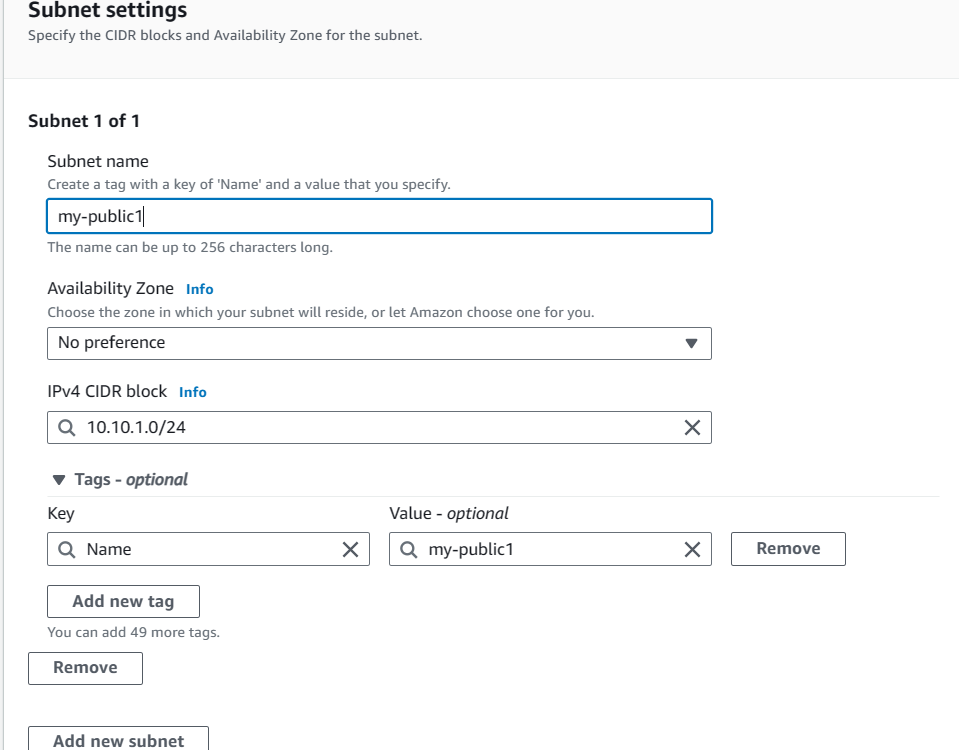 Subnet settings
Specify the CIDR blocks and Availability Zone for the subnet.
Subnet 1 of 1
Subnet name
Create a tag with a key of 'Name' and a value that you specify.
my-public1
The name can be up to 256 characters long.
Availability Zone Info
Choose the zone in which your subnet will reside, or let Amazon choose one for you.
No preference
IPv4 CIDR block Info
10.10.1.0/24
Tags - optional
Key Value - optional
Name my-public1 Remove
Add new tag
You can add 49 more tags.
Remove
Add new subnet